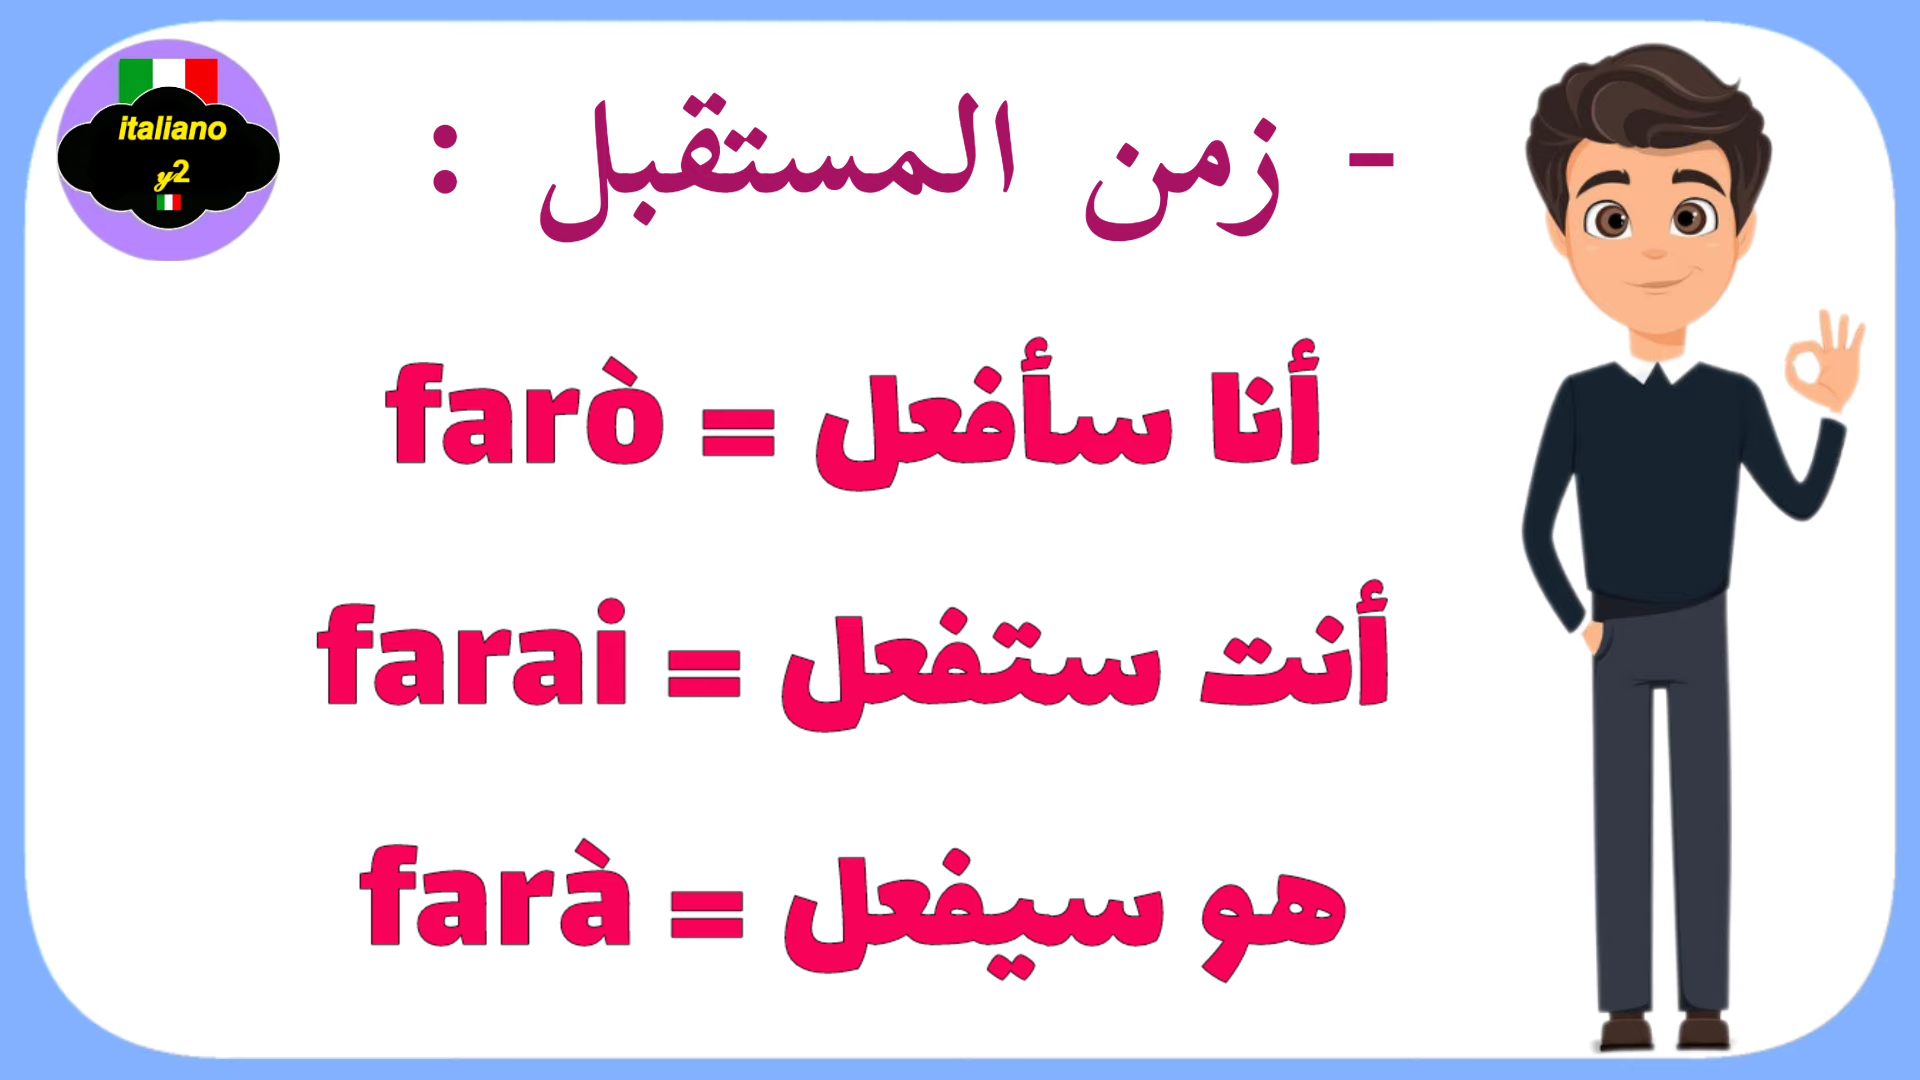 italiano
y2
- زمن المستقبل :
أنا سأفعل = farò
أنت ستفعل = farai
هو سيفعل = farà